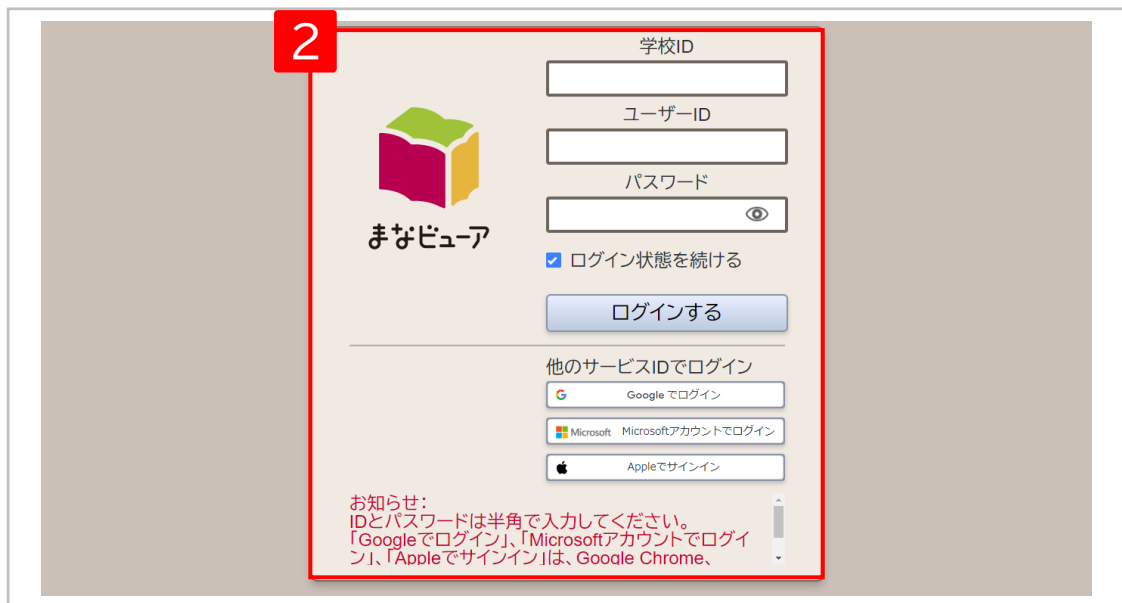 2
学校ID
ユーザーID
パスワード
まなビューア
ログイン状態を続ける
ログインする
他のサービスIDでログイン
Google でログイン
Microsoft Microsoftアカウントでログイン
Appleでサインイン
お知らせ：
IDとパスワードは半角で入力してください。
「Googleでログイン」、「Microsoftアカウントでログイ
ン」、「Appleでサインイン」は、Google Chrome、